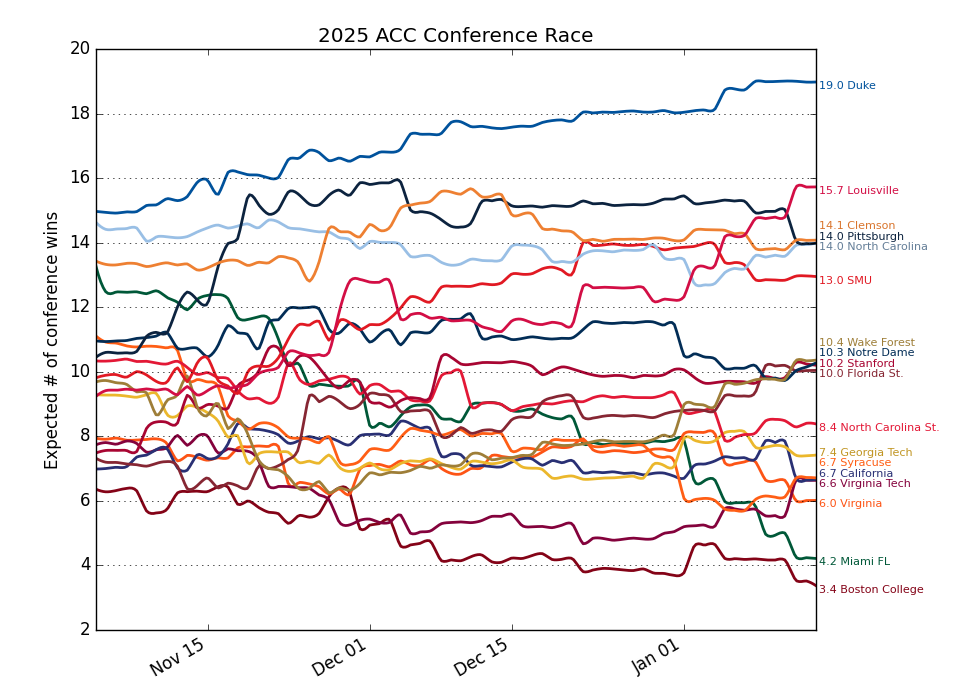 2025 ACC Conference Race
Expected # of conference wins
20
18
16
14
12
10
8
6
4
2
Nov 15
Dec 01
Dec 15
Jan 01
19.0 Duke
15.7 Louisville
14.1 Clemson
14.0 Pittsburgh
14.0 North Carolina
13.0 SMU
10.4 Wake Forest
10.3 Notre Dame
10.2 Stanford
10.0 Florida St.
8.4 North Carolina St.
7.4 Georgia Tech
6.7 Syracuse
6.7 California
6.6 Virginia Tech
6.0 Virginia
4.2 Miami FL
3.4 Boston College